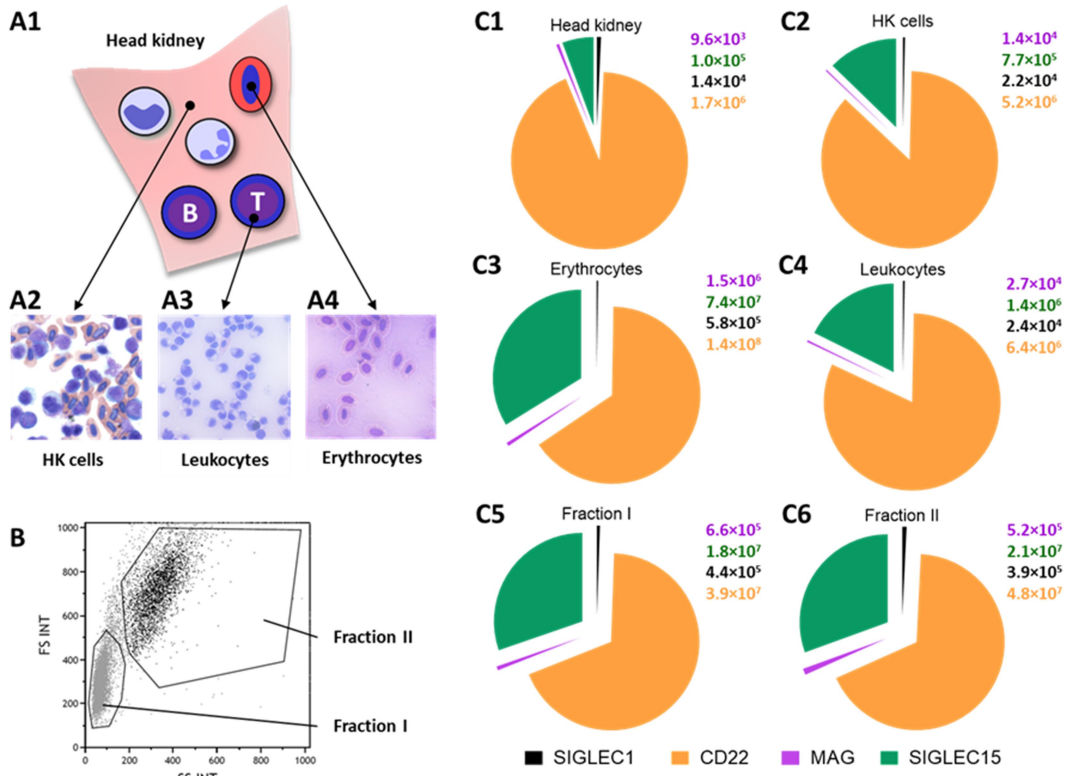 A1
Head kidney
B
T
A2
A3
A4
HK cells
Leukocytes
Erythrocytes
B
1000
800
600
400
200
0
FS INT
0 200 400 600 800 1000
Fraction II
Fraction I
C1
Head kidney
9.6×10³
1.0×10⁵
1.4×10⁴
1.7×10⁶
C2
HK cells
1.4×10⁴
7.7×10⁵
2.2×10⁴
5.2×10⁶
C3
Erythrocytes
1.5×10⁶
7.4×10⁷
5.8×10⁵
1.4×10⁸
C4
Leukocytes
2.7×10⁴
1.4×10⁶
2.4×10⁴
6.4×10⁶
C5
Fraction I
6.6×10⁵
1.8×10⁷
4.4×10⁵
3.9×10⁷
C6
Fraction II
5.2×10⁵
2.1×10⁷
3.9×10⁵
4.8×10⁷
SIGLEC1 CD22 MAG SIGLEC15